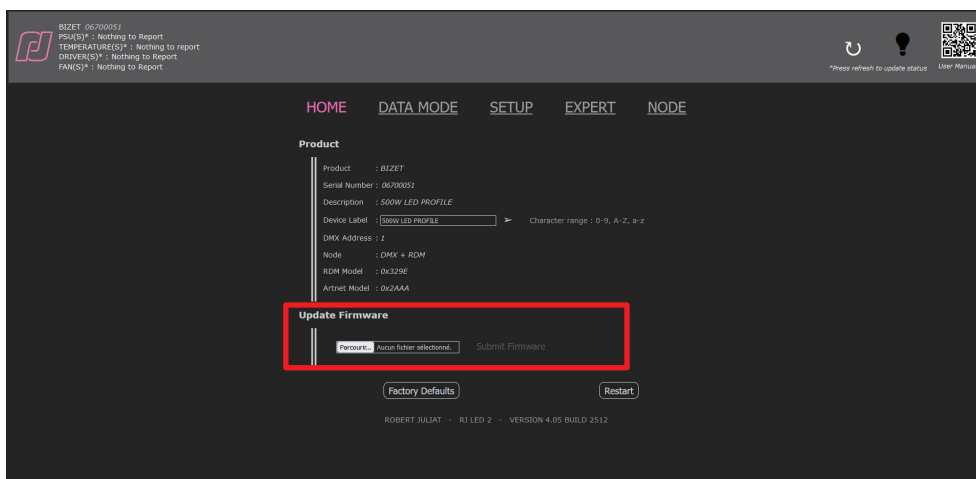 BIZET 06700051
PSU(S)* : Nothing to Report
TEMPERATURE(S)* : Nothing to report
DRIVER(S)* : Nothing to Report
FAN(S)* : Nothing to Report
*Press refresh to update status
User Manual
HOME DATA MODE SETUP EXPERT NODE
Product
Product : BIZET
Serial Number : 06700051
Description : 500W LED PROFILE
Device Label : 500W LED PROFILE ➢ Character range : 0-9, A-Z, a-z
DMX Address : 1
Node : DMX + RDM
RDM Model : 0x329E
Artnet Model : 0x2AAA
Update Firmware
Parcourir... Aucun fichier sélectionné. Submit Firmware
Factory Defaults Restart
ROBERT JULIAT - RJ LED 2 - VERSION 4.05 BUILD 2512